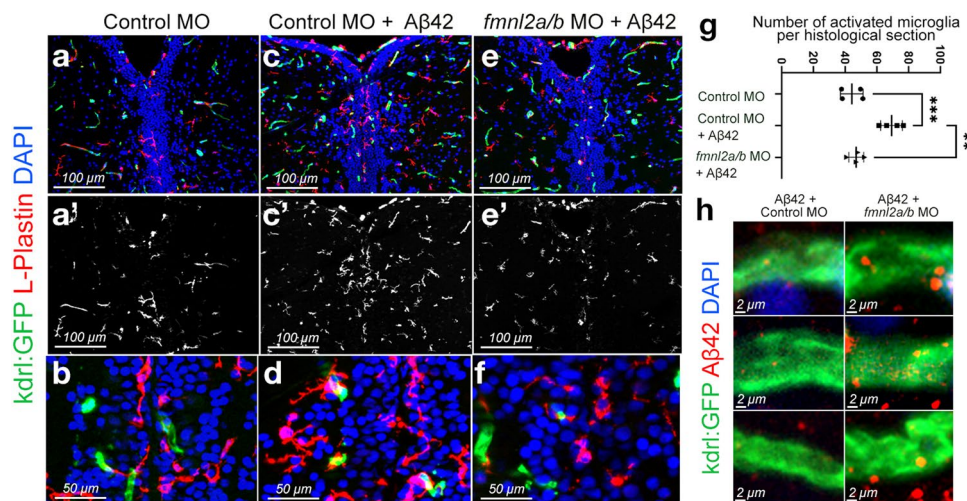 Control MO
Control MO + Aβ42
fmnl2a/b MO + Aβ42
kdrl:GFP L-Plastin DAPI
a
c
e
100 µm
100 µm
100 µm
a'
c'
e'
100 µm
100 µm
100 µm
b
d
f
50 µm
50 µm
50 µm
g
Number of activated microglia
per histological section
0
20
40
60
80
100
Control MO
Control MO
+ Aβ42
fmnl2a/b MO
+ Aβ42
***
**
h
Aβ42 +
Control MO
Aβ42 +
fmnl2a/b MO
kdrl:GFP Aβ42 DAPI
2 µm
2 µm
2 µm
2 µm
2 µm
2 µm